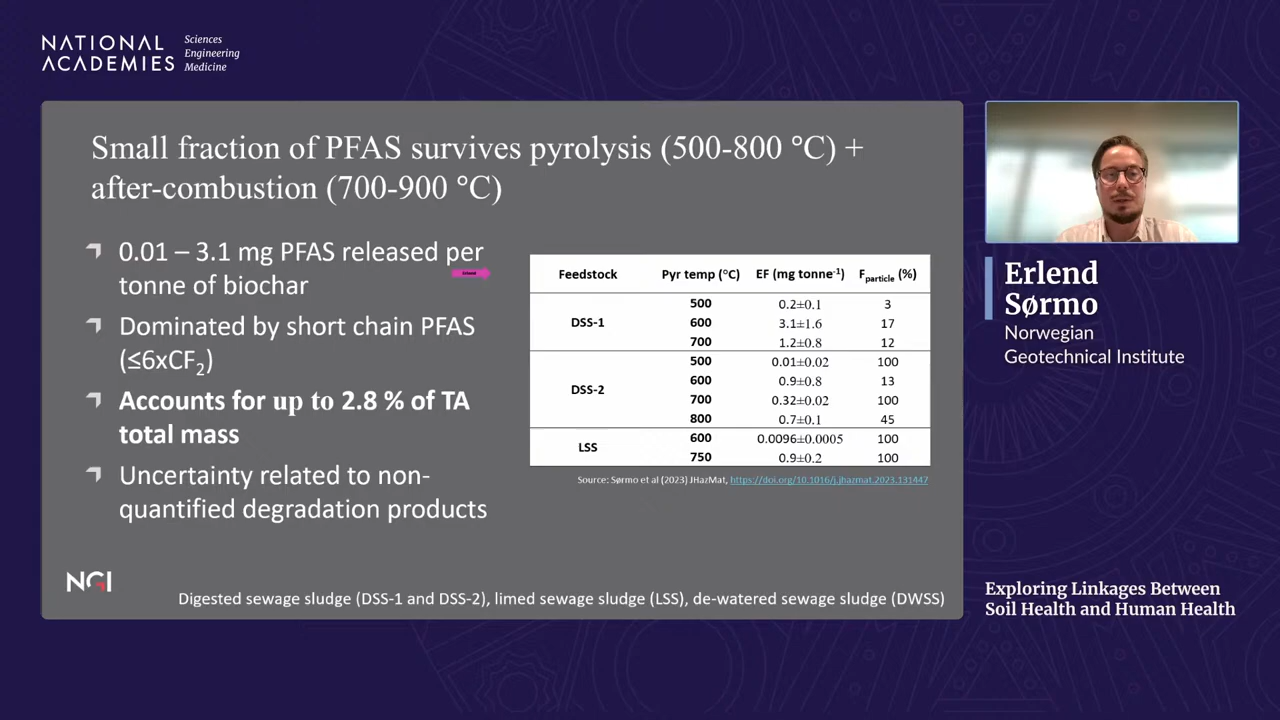 NATIONAL
ACADEMIES
Sciences
Engineering
Medicine
Small fraction of PFAS survives pyrolysis (500-800 °C) +
after-combustion (700-900 °C)
0.01 – 3.1 mg PFAS released per
tonne of biochar
Dominated by short chain PFAS
(≤6xCF2)
Accounts for up to 2.8 % of TA
total mass
Uncertainty related to non-
quantified degradation products
Feedstock Pyr temp (°C) EF (mg tonne-1) Fparticle (%)
DSS-1
500 0.2±0.1 3
600 3.1±1.6 17
700 1.2±0.8 12
DSS-2
500 0.01±0.02 100
600 0.9±0.8 13
700 0.32±0.02 100
800 0.7±0.1 45
LSS
600 0.0096±0.0005 100
750 0.9±0.2 100
Source: Sørmo et al (2023) JHazMat, https://doi.org/10.1016/j.jhazmat.2023.131447
NGI
Digested sewage sludge (DSS-1 and DSS-2), limed sewage sludge (LSS), de-watered sewage sludge (DWSS)
Erlend
Sørmo
Norwegian
Geotechnical Institute
Exploring Linkages Between
Soil Health and Human Health